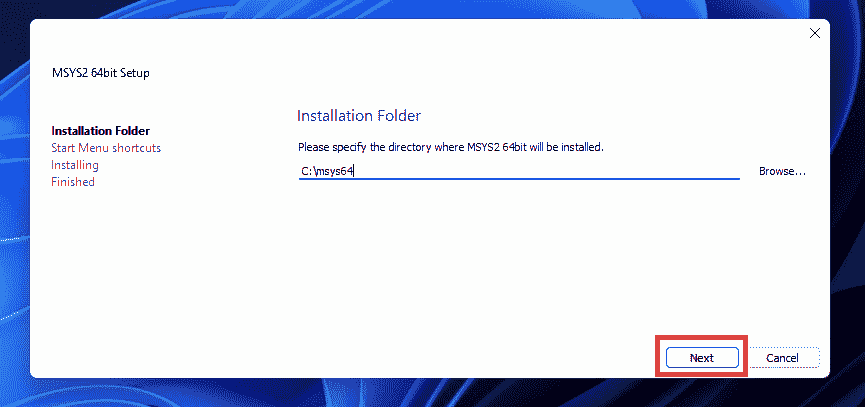 MSYS2 64bit Setup
Installation Folder
Start Menu shortcuts
Installing
Finished
Installation Folder
Please specify the directory where MSYS2 64bit will be installed.
C:\msys64
Browse...
Next
Cancel